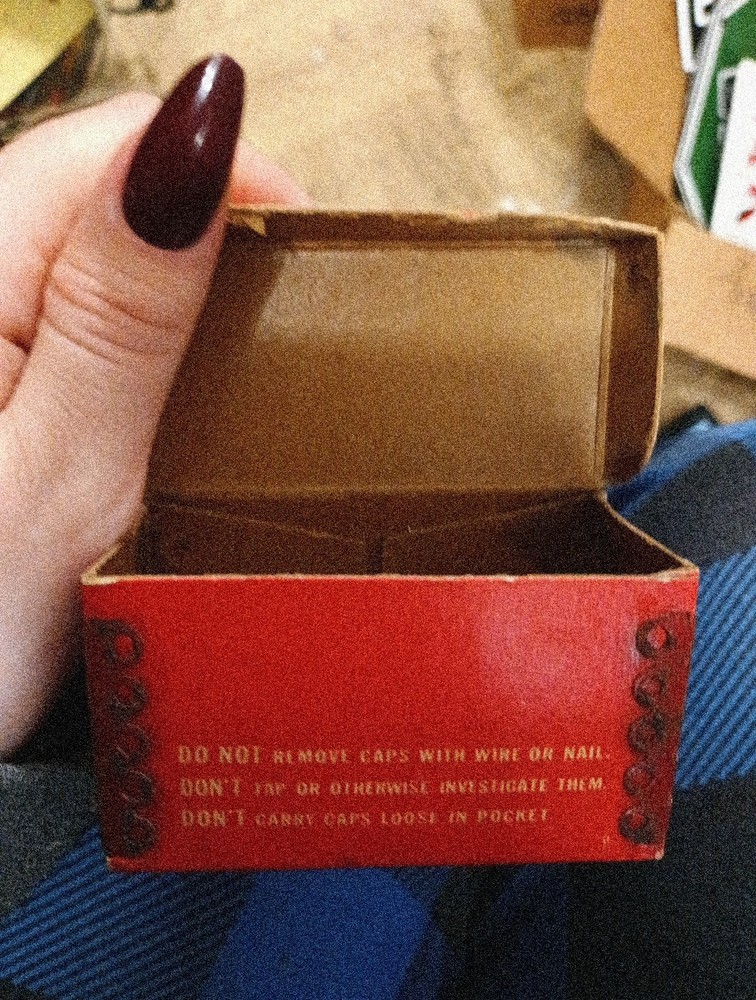 DO NOT REMOVE CAPS WITH WIRE OR NAIL.
DON'T TAP OR OTHERWISE INVESTIGATE THEM.
DON'T CARRY CAPS LOOSE IN POCKET